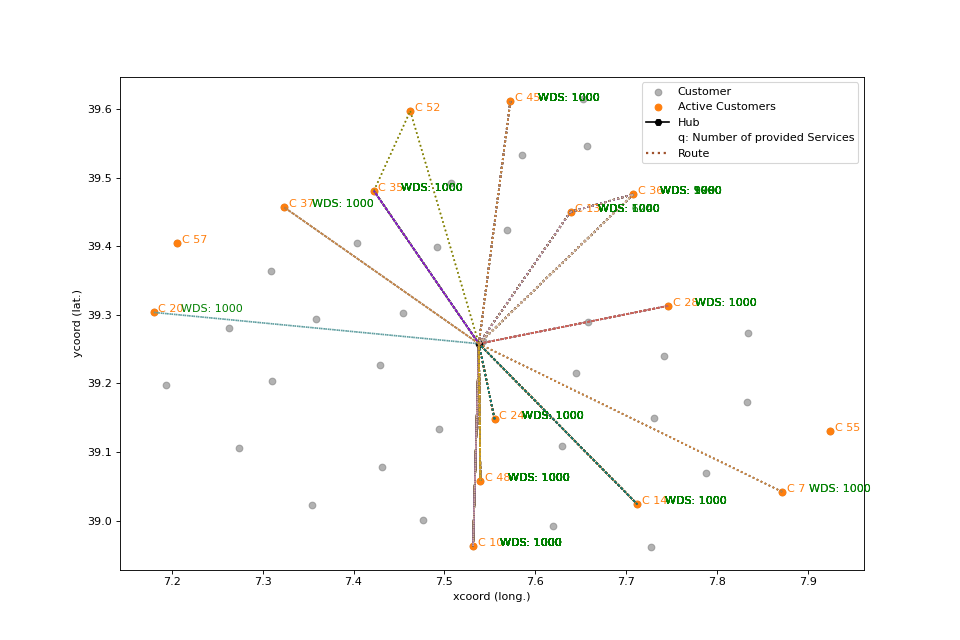 Customer
Active Customers
Hub
q: Number of provided Services
Route
39.6
39.5
39.4
39.3
39.2
39.1
39.0
ycoord (lat.)
C 52
C 45 WDS: 1000
C 35 WDS: 1000
C 36 WDS:
C 37 WDS: 1000
WDS:
C 57
C 20 WDS: 1000
C 28 WDS: 1000
C 24 WDS: 1000
C 55
C 48 WDS: 1000
C 7 WDS: 1000
C 14 WDS: 1000
C 10 WDS: 1000
7.2 7.3 7.4 7.5 7.6 7.7 7.8 7.9
xcoord (long.)